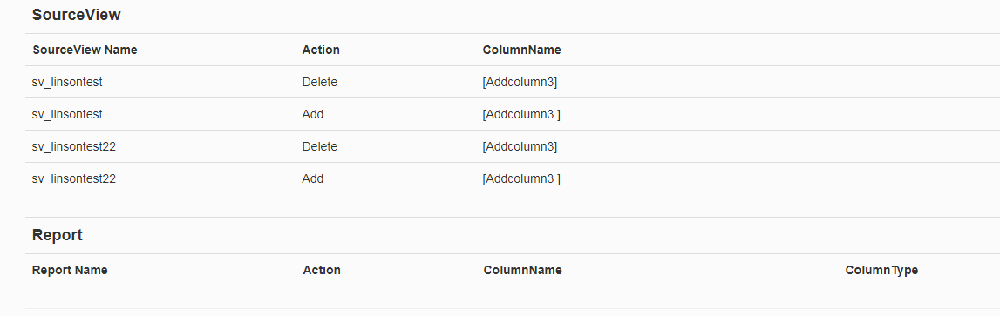 SourceView
SourceView Name Action ColumnName
sv_linsontest Delete [Addcolumn3]
sv_linsontest Add [Addcolumn3 ]
sv_linsontest22 Delete [Addcolumn3]
sv_linsontest22 Add [Addcolumn3 ]
Report
Report Name Action ColumnName ColumnType